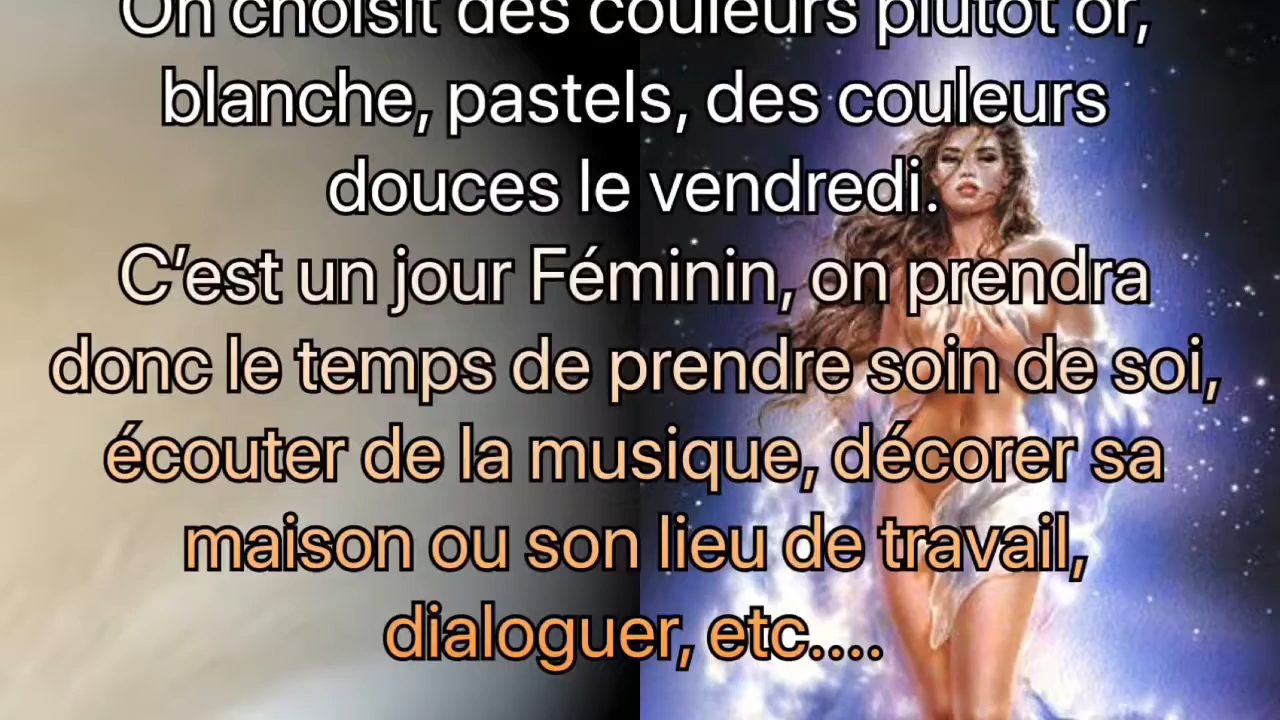 On choisit des couleurs plutôt or,
blanche, pastels, des couleurs
douces le vendredi.
C’est un jour Féminin, on prendra
donc le temps de prendre soin de soi,
écouter de la musique, décorer sa
maison ou son lieu de travail,
dialoguer, etc....